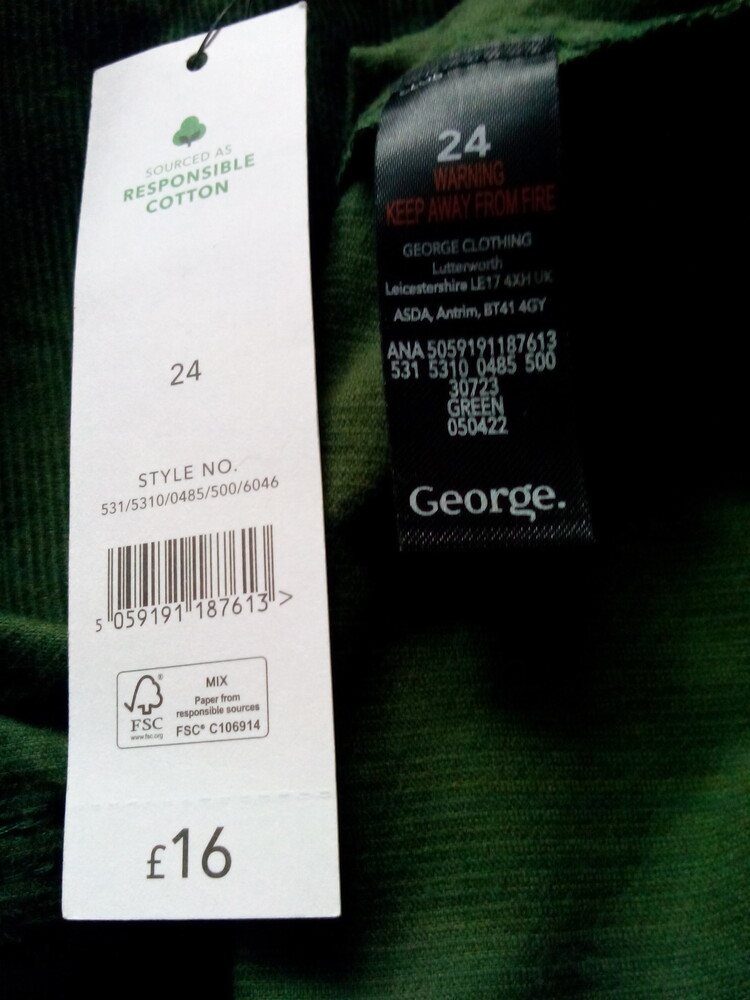 SOURCED AS
RESPONSIBLE
COTTON
24
STYLE NO.
531/5310/0485/500/6046
5 059191 187613 >
FSC®
www.fsc.org
MIX
Paper from
responsible sources
FSC® C106914
£16
24
WARNING
KEEP AWAY FROM FIRE
GEORGE CLOTHING
Lutterworth
Leicestershire LE17 4XH UK
ASDA, Antrim, BT41 4GY
ANA 5059191187613
531 5310 0485 500
30723
GREEN
050422
George.